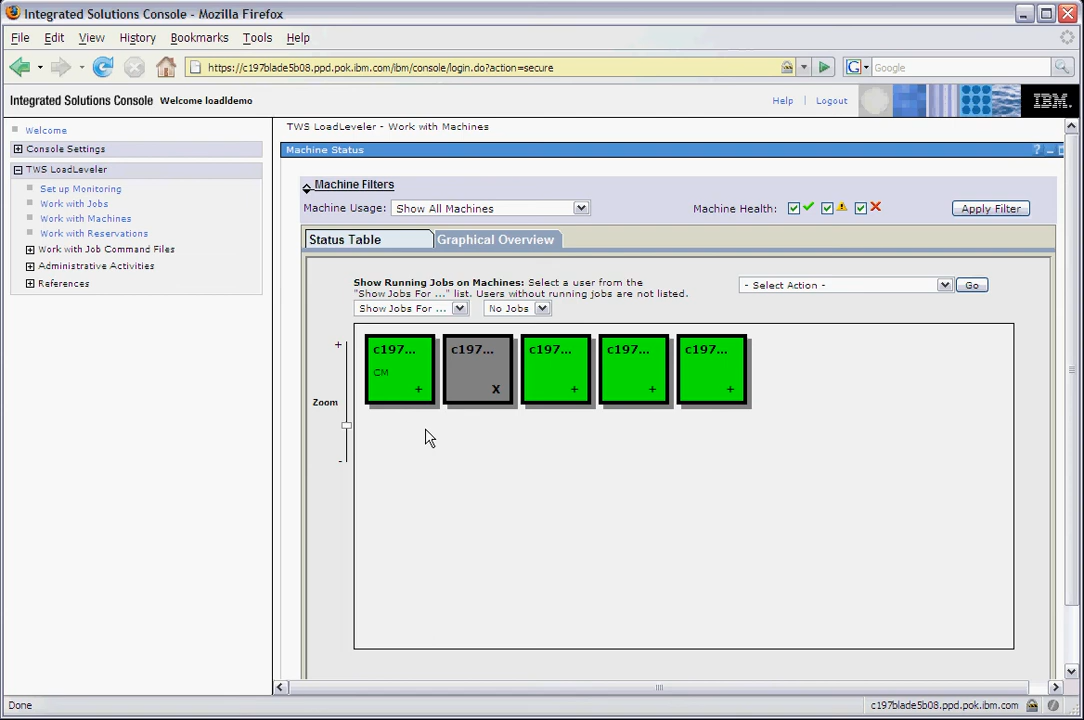 Integrated Solutions Console - Mozilla Firefox
File Edit View History Bookmarks Tools Help
https://c197blade5b08.ppd.pok.ibm.com/ibm/console/login.do?action=secure
Google
Integrated Solutions Console Welcome loadldemo
Help Logout
IBM.
Welcome
Console Settings
TWS LoadLeveler
Set up Monitoring
Work with Jobs
Work with Machines
Work with Reservations
Work with Job Command Files
Administrative Activities
References
TWS LoadLeveler - Work with Machines
Machine Status
Machine Filters
Machine Usage: Show All Machines
Machine Health:
Apply Filter
Status Table
Graphical Overview
Show Running Jobs on Machines: Select a user from the
"Show Jobs For ..." list. Users without running jobs are not listed.
- Select Action -
Go
Show Jobs For ...
No Jobs
+
Zoom
-
c197...
CM
+
c197...
X
c197...
+
c197...
+
c197...
+
Done
c197blade5b08.ppd.pok.ibm.com